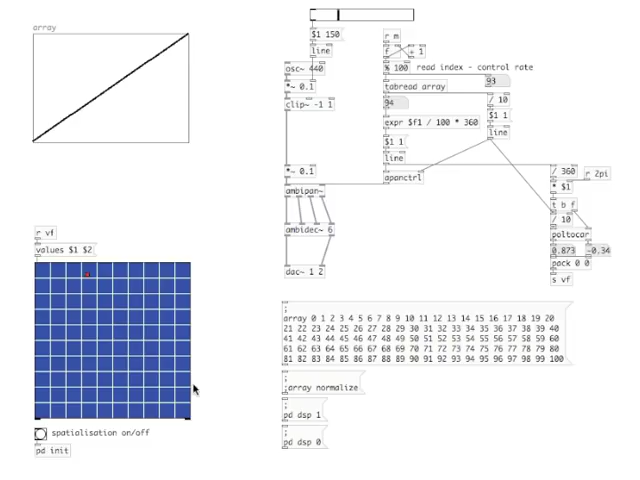 array
$1 150
line
osc~ 440
*~ 0.1
clip~ -1 1
*~ 0.1
ambipan~
ambidec~ 6
dac~ 1 2
r m
f
+ 1
% 100
read index - control rate
93
tabread array
94
/ 10
$1 1
line
expr $f1 / 100 * 360
$1 1
line
apanctrl
/ 360
r 2pi
* $1
t b f
/ 10
poltocar
0.873
-0.34
pack 0 0
s vf
r vf
values $1 $2
;
array 0 1 2 3 4 5 6 7 8 9 10 11 12 13 14 15 16 17 18 19 20
21 22 23 24 25 26 27 28 29 30 31 32 33 34 35 36 37 38 39 40
41 42 43 44 45 46 47 48 49 50 51 52 53 54 55 56 57 58 59 60
61 62 63 64 65 66 67 68 69 70 71 72 73 74 75 76 77 78 79 80
81 82 83 84 85 86 87 88 89 90 91 92 93 94 95 96 97 98 99 100
;
;array normalize
;
pd dsp 1
;
pd dsp 0
spatialisation on/off
pd init